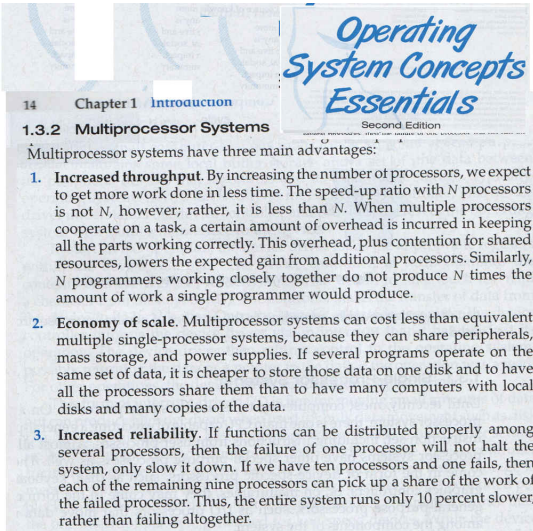 Operating
System Concepts
Essentials
Second Edition
14 Chapter 1 Introduction
1.3.2 Multiprocessor Systems
Multiprocessor systems have three main advantages:
1. Increased throughput. By increasing the number of processors, we expect
to get more work done in less time. The speed-up ratio with N processors
is not N, however; rather, it is less than N. When multiple processors
cooperate on a task, a certain amount of overhead is incurred in keeping
all the parts working correctly. This overhead, plus contention for shared
resources, lowers the expected gain from additional processors. Similarly,
N programmers working closely together do not produce N times the
amount of work a single programmer would produce.
2. Economy of scale. Multiprocessor systems can cost less than equivalent
multiple single-processor systems, because they can share peripherals,
mass storage, and power supplies. If several programs operate on the
same set of data, it is cheaper to store those data on one disk and to have
all the processors share them than to have many computers with local
disks and many copies of the data.
3. Increased reliability. If functions can be distributed properly among
several processors, then the failure of one processor will not halt the
system, only slow it down. If we have ten processors and one fails, then
each of the remaining nine processors can pick up a share of the work of
the failed processor. Thus, the entire system runs only 10 percent slower,
rather than failing altogether.